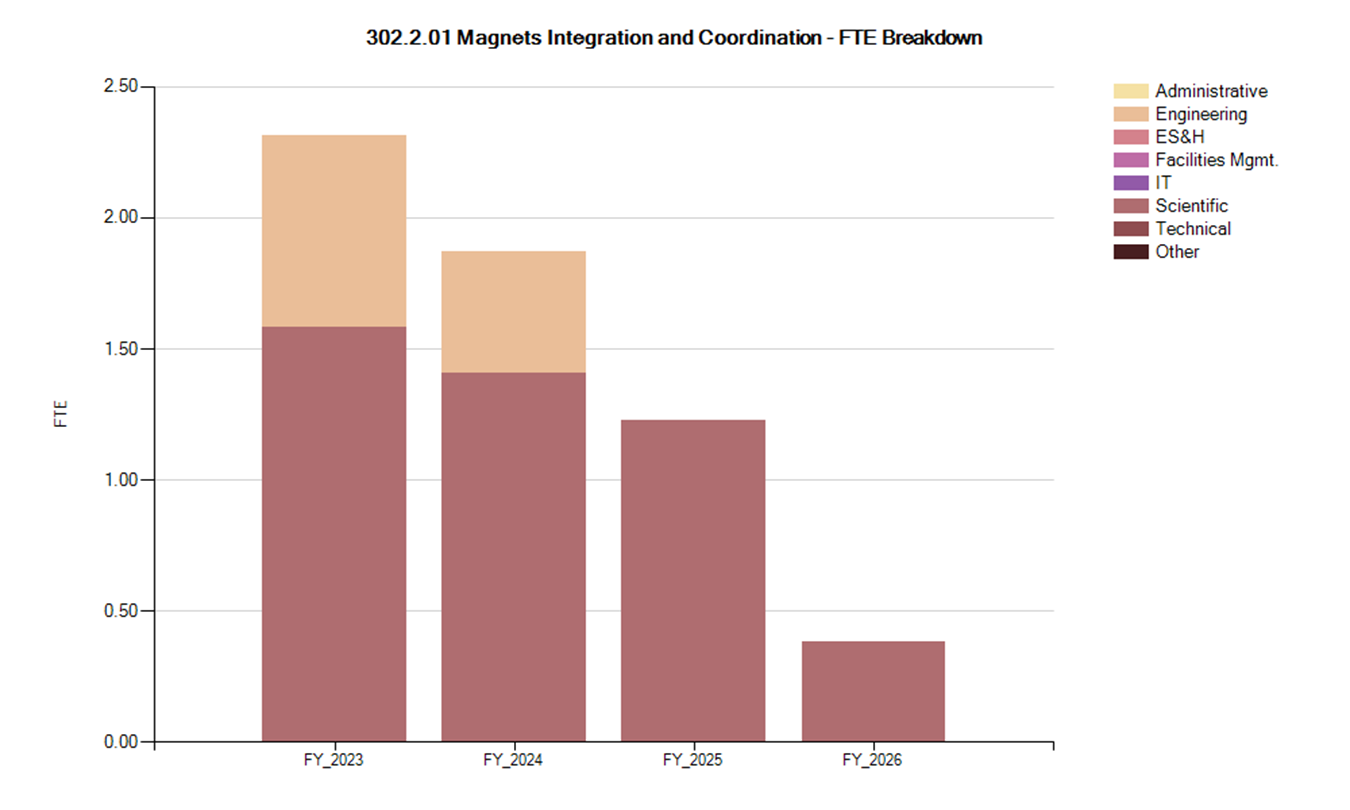 302.2.01 Magnets Integration and Coordination - FTE Breakdown
2.50
2.00
1.50
1.00
0.50
0.00
FTE
FY_2023
FY_2024
FY_2025
FY_2026
Administrative
Engineering
ES&H
Facilities Mgmt.
IT
Scientific
Technical
Other